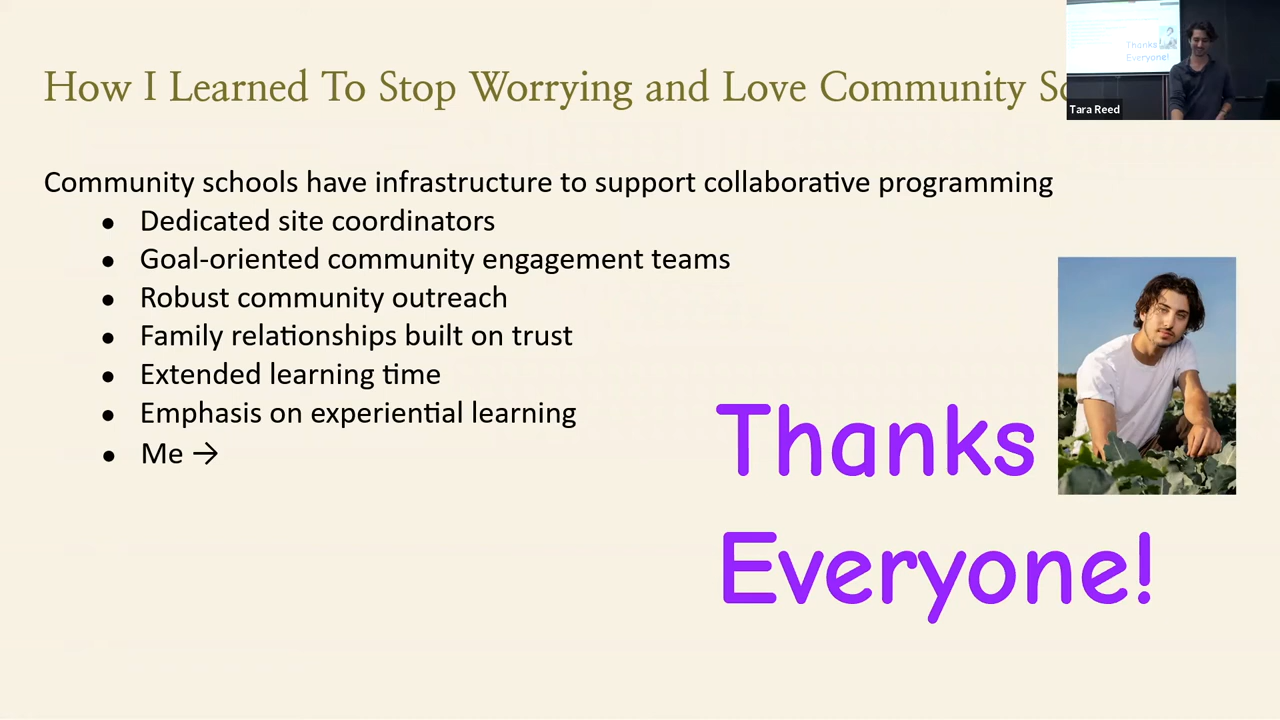 How I Learned To Stop Worrying and Love Community
Tara Reed
Thanks
Everyone!
Community schools have infrastructure to support collaborative programming
● Dedicated site coordinators
● Goal-oriented community engagement teams
● Robust community outreach
● Family relationships built on trust
● Extended learning time
● Emphasis on experiential learning
● Me →
Thanks
Everyone!